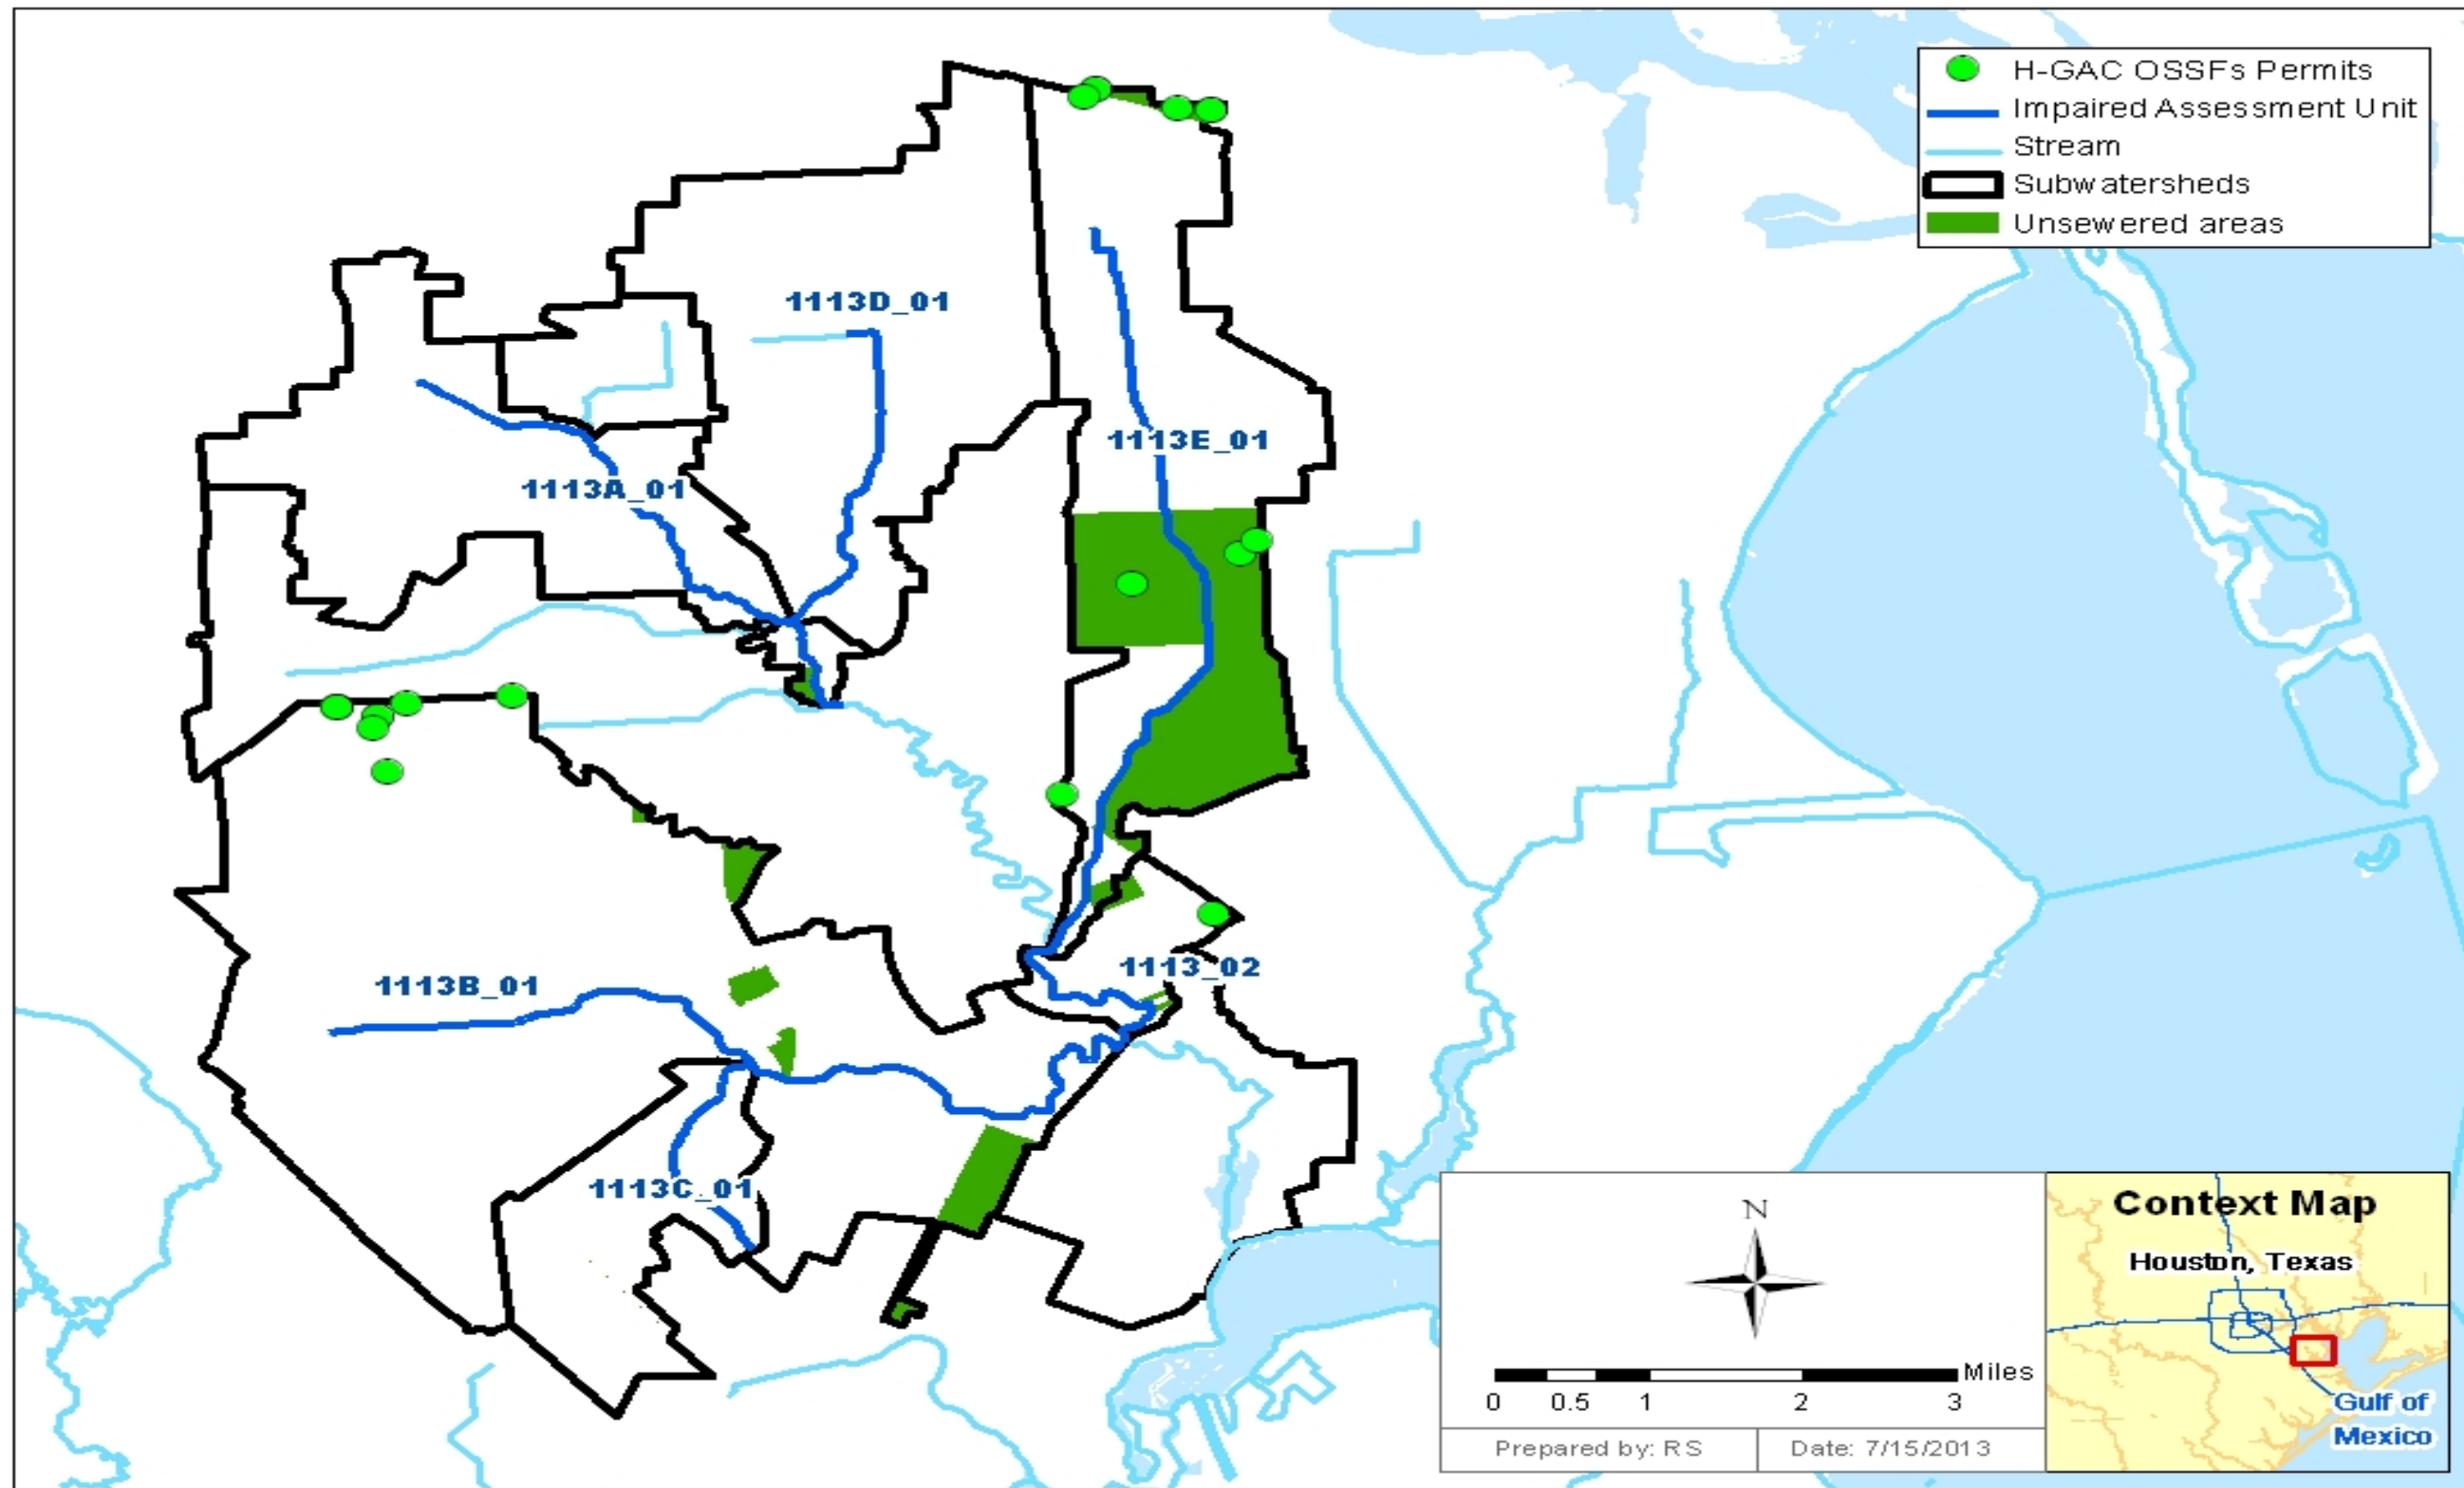 H-GAC OSSFs Permits
Impaired Assessment Unit
Stream
Subwatersheds
Unsewered areas
1113D_01
1113E_01
1113A_01
1113_02
1113B_01
1113C_01
N
Miles
0 0.5 1 2 3
Prepared by: RS
Date: 7/15/2013
Context Map
Houston, Texas
Gulf of
Mexico